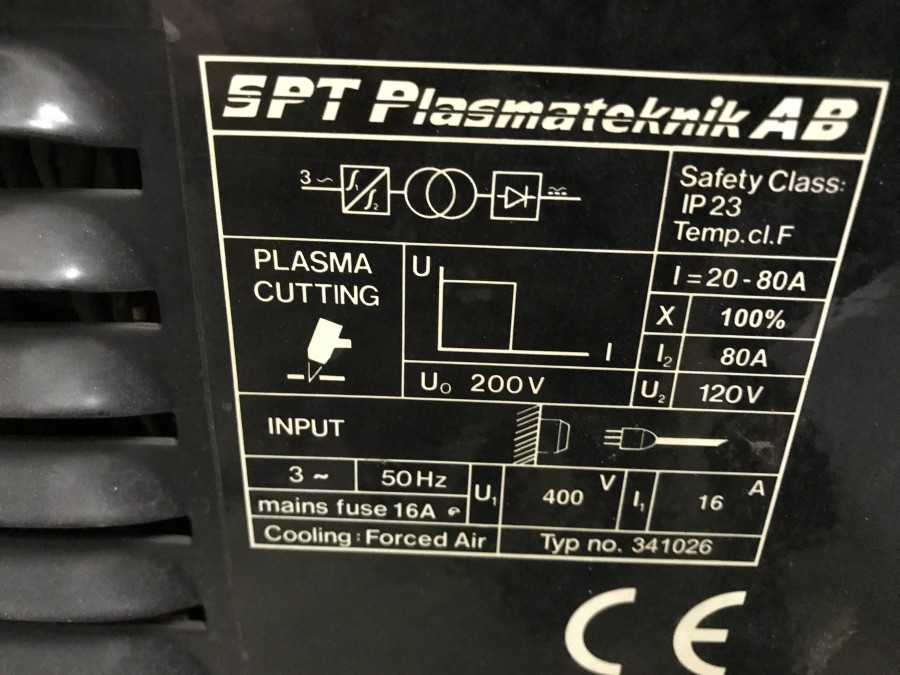 SPT Plasmateknik AB
3 ~
Safety Class:
IP 23
Temp.cl.F
PLASMA
CUTTING
U
I
U₀ 200V
I = 20 - 80A
X 100%
I₂ 80A
U₂ 120V
INPUT
3 ~ 50Hz
mains fuse 16A
U₁ 400 V
I₁ 16 A
Cooling: Forced Air
Typ no. 341026
CE